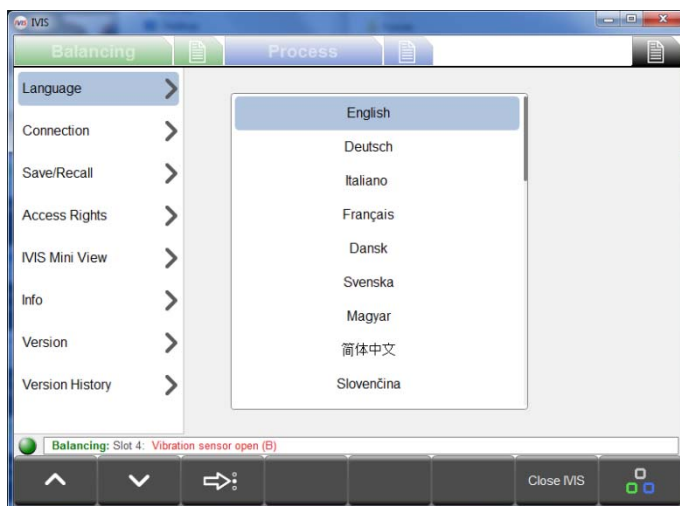 IVIS
Balancing
Process
Language
Connection
Save/Recall
Access Rights
IVIS Mini View
Info
Version
Version History
English
Deutsch
Italiano
Français
Dansk
Svenska
Magyar
简体中文
Slovenčina
Balancing: Slot 4: Vibration sensor open (B)
Close IVIS